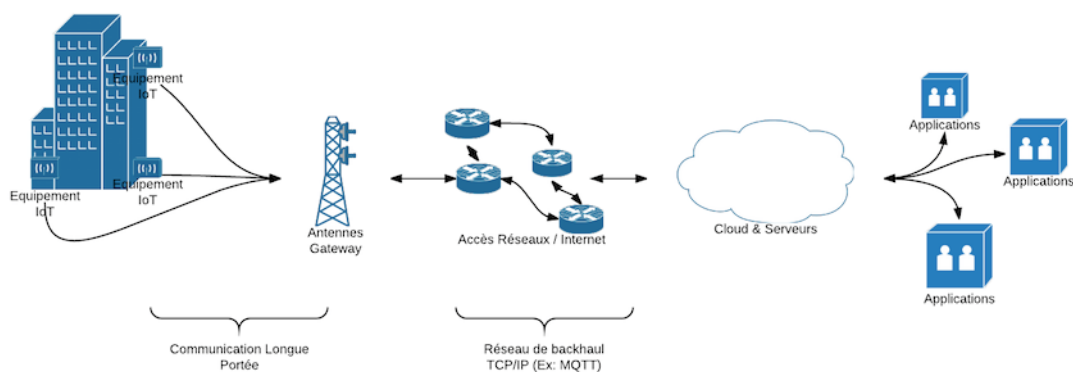 Equipement
IoT
Equipement
IoT
Equipement
IoT
Antennes
Gateway
Accès Réseaux / Internet
Cloud & Serveurs
Applications
Applications
Applications
Communication Longue
Portée
Réseau de backhaul
TCP/IP (Ex: MQTT)